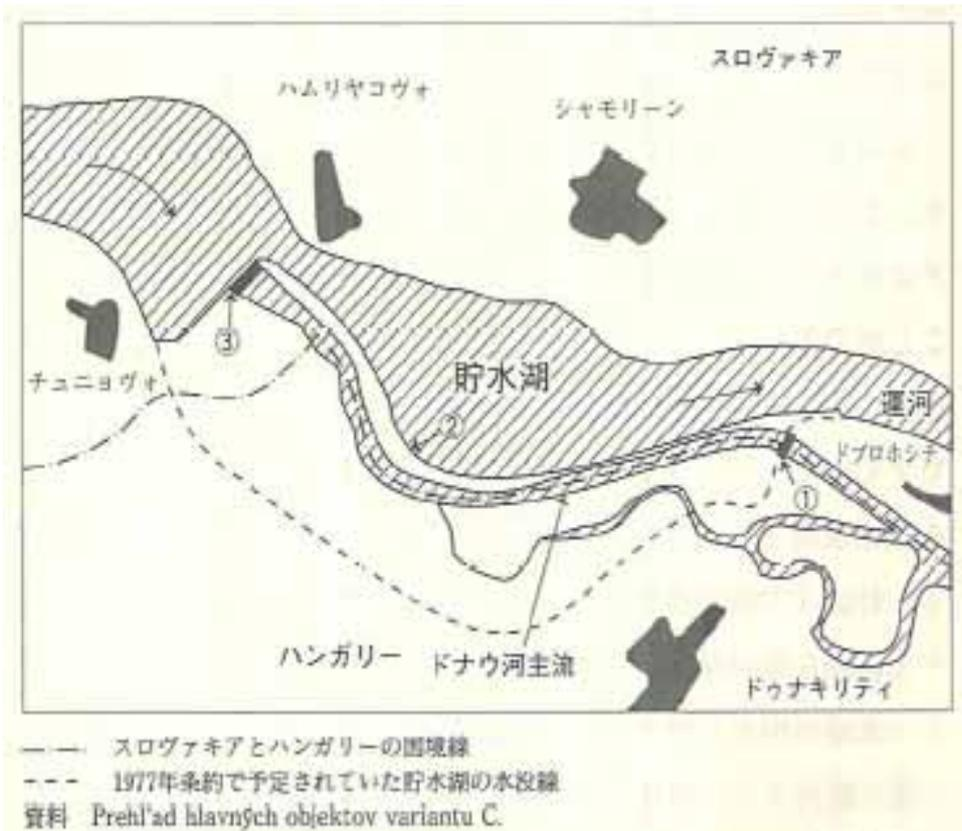 スロヴァキア
ハムリヤコヴォ
シャモリーン
③
チュニョヴォ
貯水湖
運河
②
ドブロホシチ
①
ハンガリー
ドナウ河主流
ドゥナキリティ
スロヴァキアとハンガリーの国境線
1977年条約で予定されていた貯水湖の水没線
資料 Prehl'ad hlavných objektov variantu C.